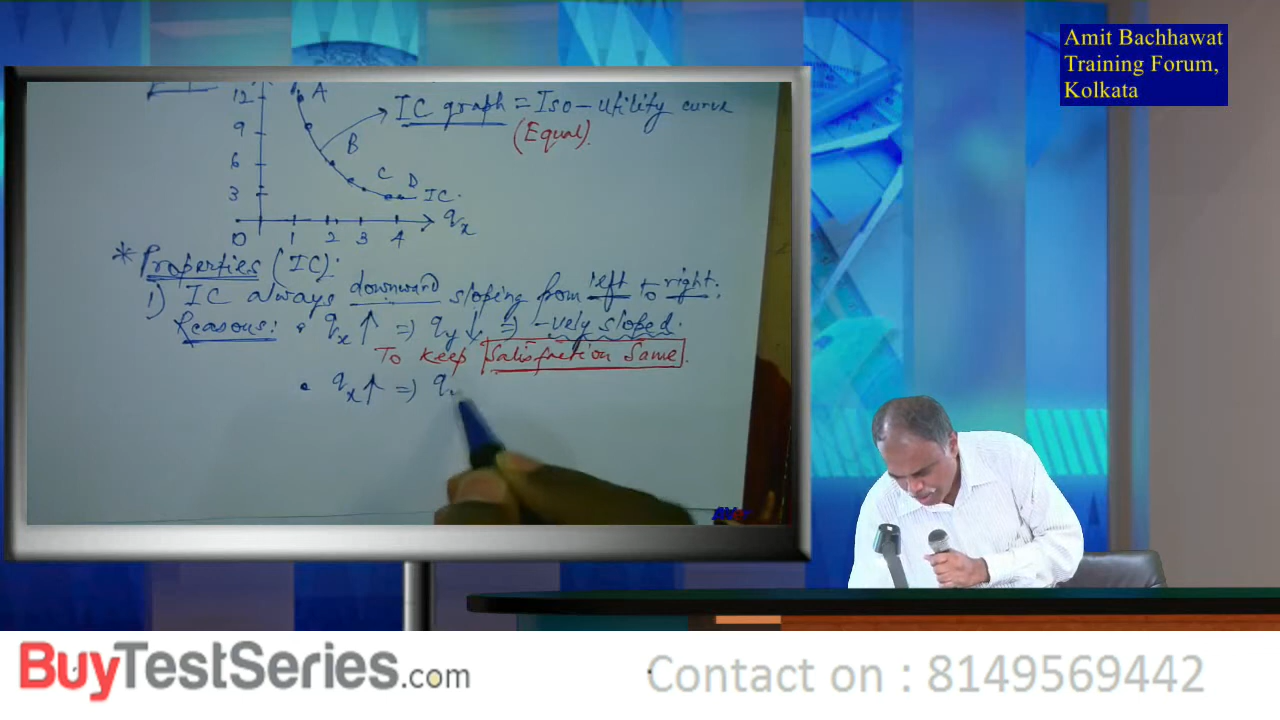 Amit Bachhawat
Training Forum,
Kolkata
12 A
IC graph = Iso-utility curve
(Equal).
9
B
6
C D
3 IC.
qx
0 1 2 3 4
* Properties (IC):
1) IC always downward sloping from left to right:
Reasons: • qx ↑ ⇒ qy ↓ ⇒ -vely sloped.
To keep Satisfaction Same.
• qx ↑ ⇒ q
BuyTestSeries.com
Contact on : 8149569442